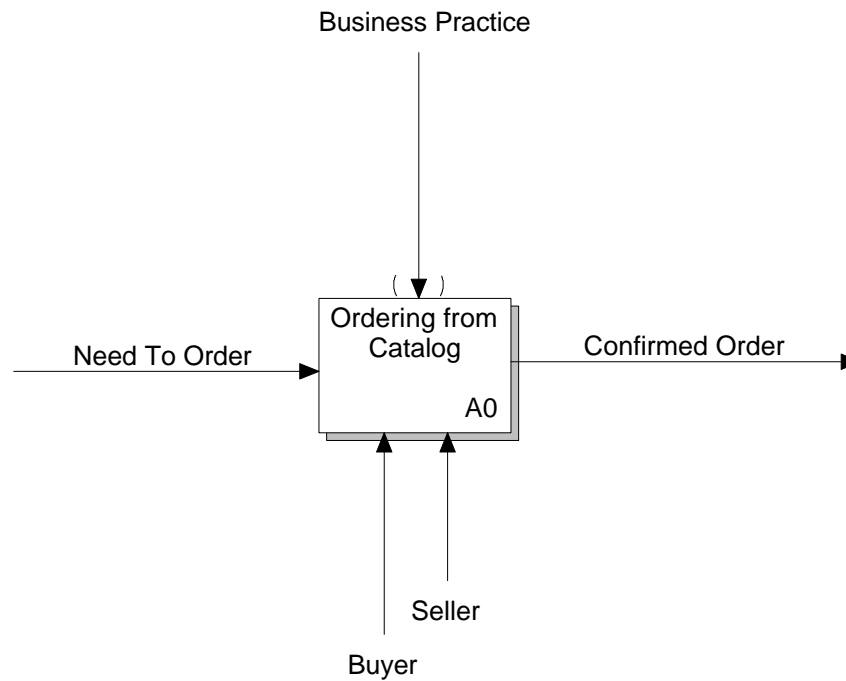 Business Practice
( )
Ordering from
Catalog
A0
Need To Order
Confirmed Order
Seller
Buyer